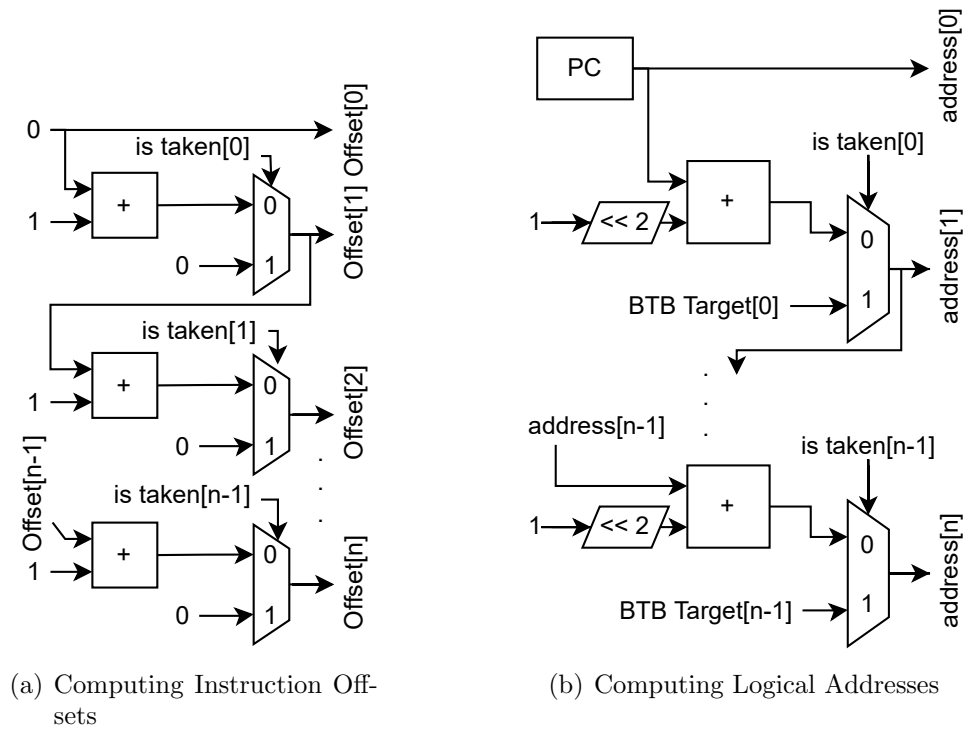 0
Offset[0]
is taken[0]
+
0
1
Offset[1]
0
1
is taken[1]
+
0
1
Offset[2]
0
1
.
.
.
Offset[n-1]
is taken[n-1]
+
0
1
Offset[n]
0
1
(a) Computing Instruction Off-
sets
PC
address[0]
is taken[0]
+
1
<< 2
0
address[1]
BTB Target[0]
1
.
.
.
address[n-1]
is taken[n-1]
+
1
<< 2
0
address[n]
BTB Target[n-1]
1
(b) Computing Logical Addresses